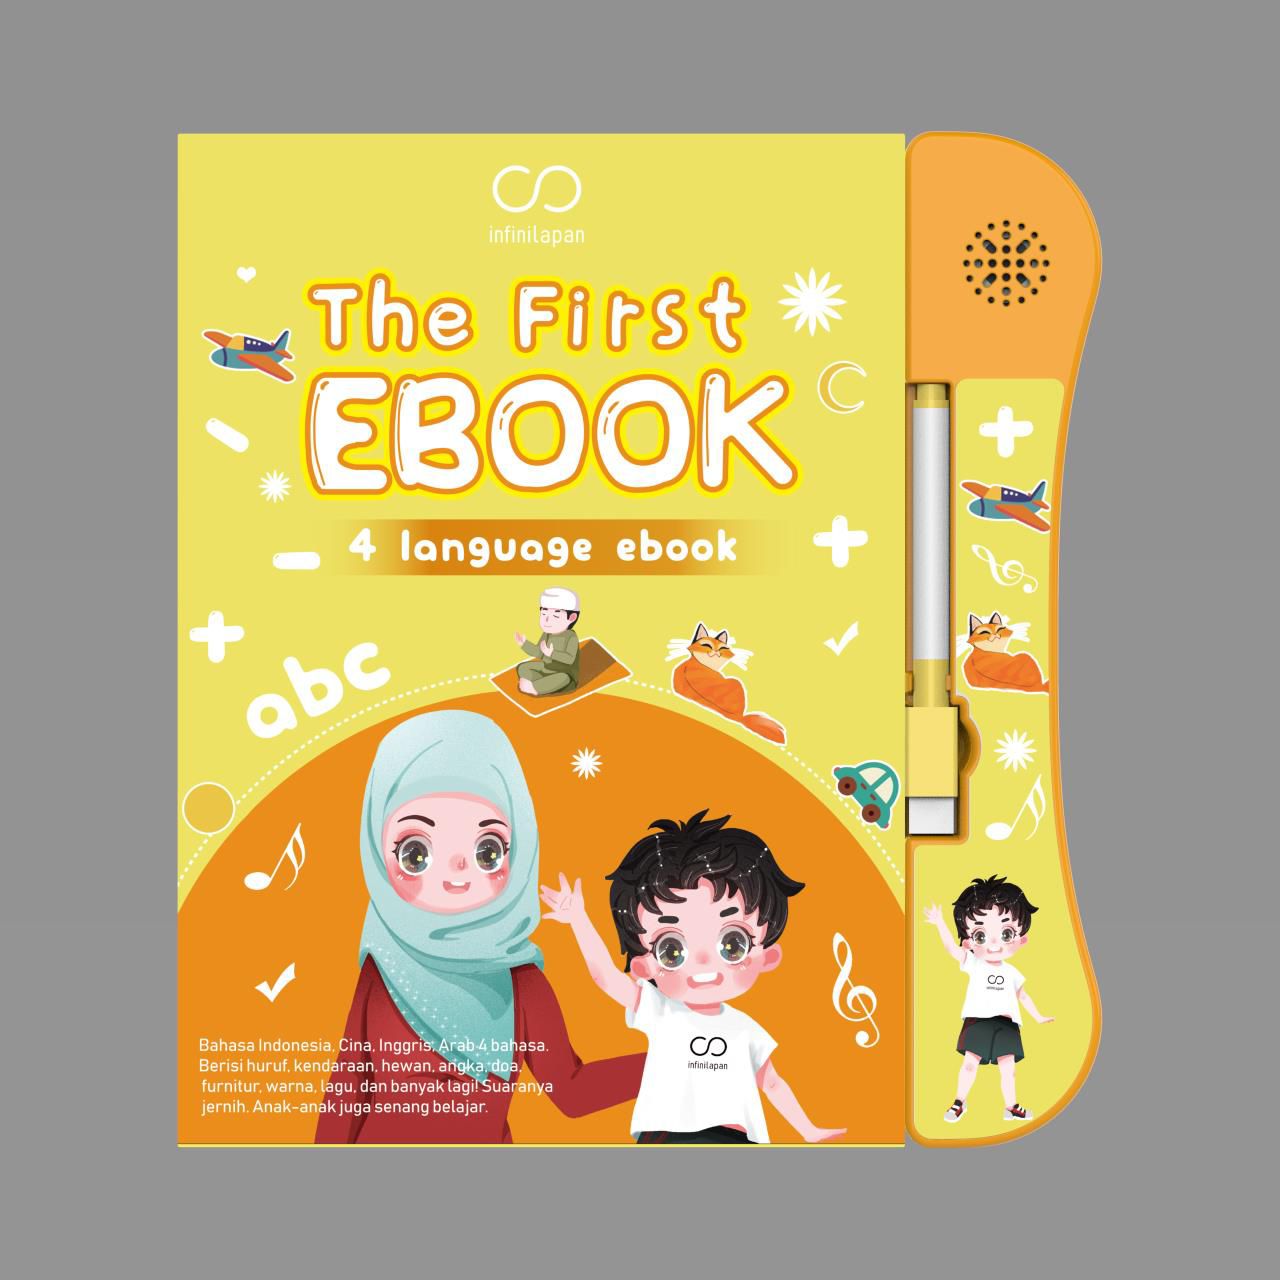 infinilapan
The First
EBOOK
4 language ebook
abc
infinilapan
infinilapan
Bahasa Indonesia, Cina, Inggris, Arab 4 bahasa.
Berisi huruf, kendaraan, hewan, angka, doa,
furnitur, warna, lagu, dan banyak lagi! Suaranya
jernih. Anak-anak juga senang belajar.